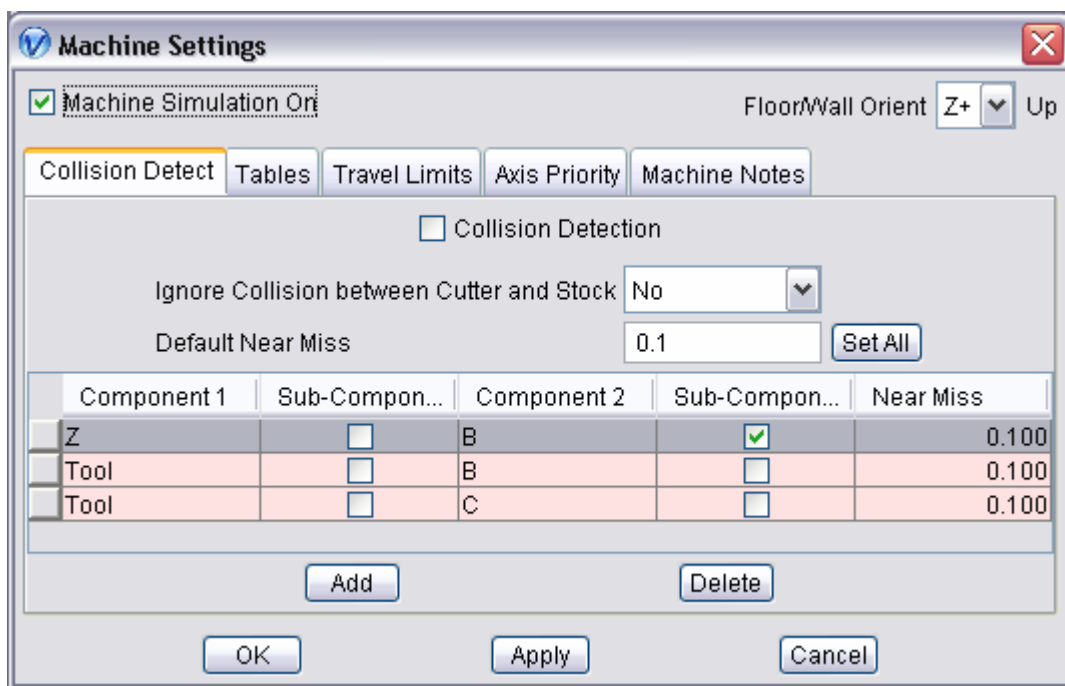 Machine Settings
Machine Simulation On Floor/Wall Orient Z+ Up
Collision Detect Tables Travel Limits Axis Priority Machine Notes
Collision Detection
Ignore Collision between Cutter and Stock No
Default Near Miss 0.1 Set All
Component 1 Sub-Compon... Component 2 Sub-Compon... Near Miss
Z B 0.100
Tool B 0.100
Tool C 0.100
Add Delete
OK Apply Cancel